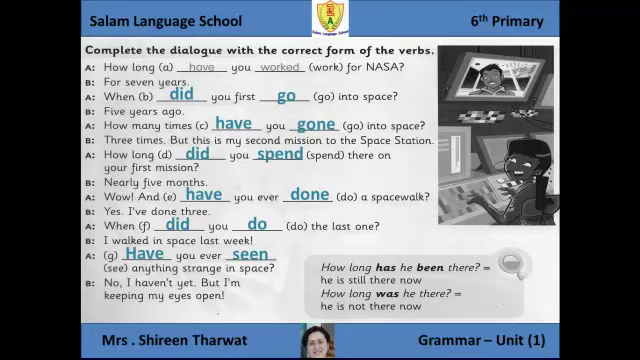 Salam Language School
6th Primary
Complete the dialogue with the correct form of the verbs.
A: How long (a) have you worked (work) for NASA?
B: For seven years.
A: When (b) did you first go (go) into space?
B: Five years ago.
A: How many times (c) have you gone (go) into space?
B: Three times. But this is my second mission to the Space Station.
A: How long (d) did you spend (spend) there on
your first mission?
B: Nearly five months.
A: Wow! And (e) have you ever done (do) a spacewalk?
B: Yes. I've done three.
A: When (f) did you do (do) the last one?
B: I walked in space last week!
A: (g) Have you ever seen
(see) anything strange in space?
B: No, I haven't yet. But I'm
keeping my eyes open!
How long has he been there? =
he is still there now
How long was he there? =
he is not there now
Mrs . Shireen Tharwat
Grammar – Unit (1)